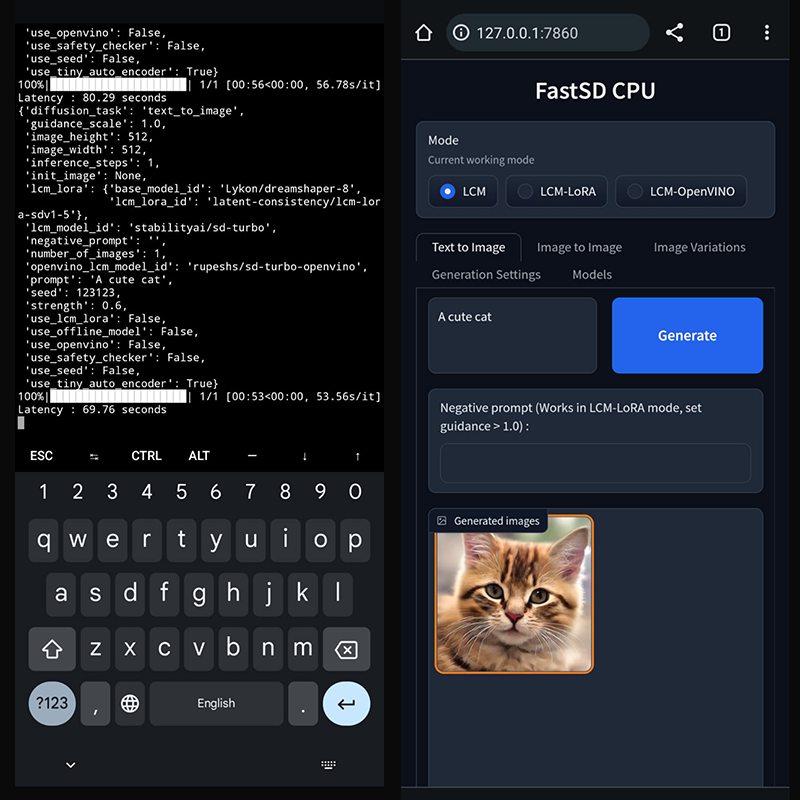 'use_openvino': False,
'use_safety_checker': False,
'use_seed': False,
'use_tiny_auto_encoder': True}
100%| | 1/1 [00:56<00:00, 56.78s/it]
Latency : 80.29 seconds
{'diffusion_task': 'text_to_image',
'guidance_scale': 1.0,
'image_height': 512,
'image_width': 512,
'inference_steps': 1,
'init_image': None,
'lcm_lora': {'base_model_id': 'Lykon/dreamshaper-8',
'lcm_lora_id': 'latent-consistency/lcm-lor
a-sdv1-5'},
'lcm_model_id': 'stabilityai/sd-turbo',
'negative_prompt': '',
'number_of_images': 1,
'openvino_lcm_model_id': 'rupeshs/sd-turbo-openvino',
'prompt': 'A cute cat',
'seed': 123123,
'strength': 0.6,
'use_lcm_lora': False,
'use_offline_model': False,
'use_openvino': False,
'use_safety_checker': False,
'use_seed': False,
'use_tiny_auto_encoder': True}
100%| | 1/1 [00:53<00:00, 53.56s/it]
Latency : 69.76 seconds
ESC CTRL ALT — ↓ ↑
1 2 3 4 5 6 7 8 9 0
q w e r t y u i o p
a s d f g h j k l
z x c v b n m
?123 , English .
127.0.0.1:7860 1
FastSD CPU
Mode
Current working mode
LCM LCM-LoRA LCM-OpenVINO
Text to Image Image to Image Image Variations
Generation Settings Models
A cute cat
Generate
Negative prompt (Works in LCM-LoRA mode, set
guidance > 1.0) :
Generated images